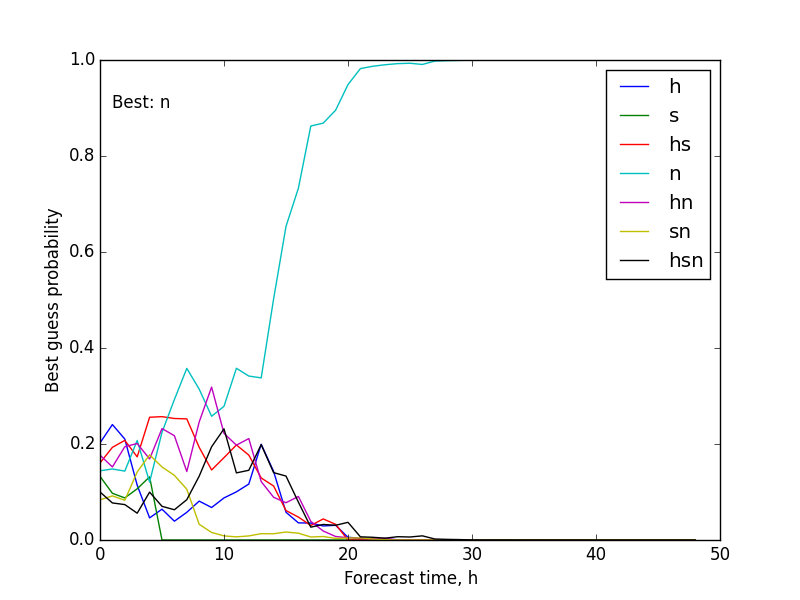 1.0
0.8
0.6
0.4
0.2
0.0
Best guess probability
Best: n
h
s
hs
n
hn
sn
hsn
0 10 20 30 40 50
Forecast time, h